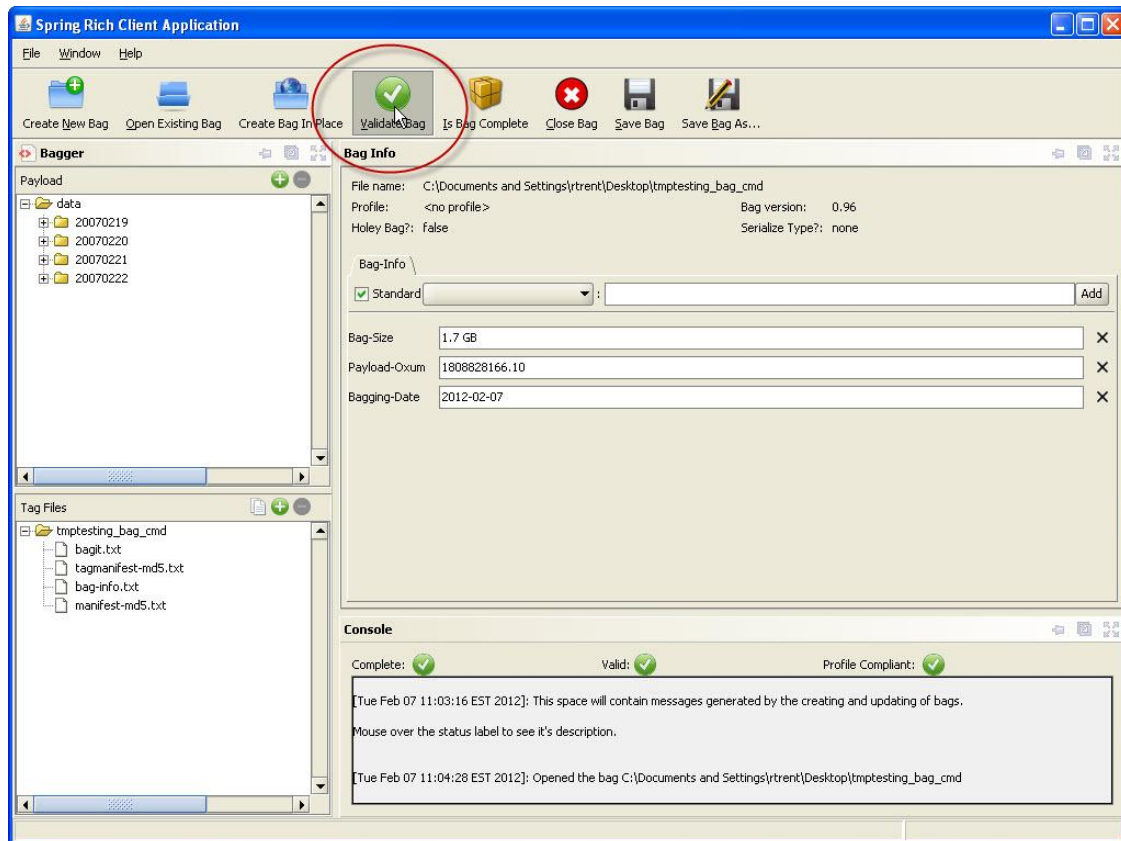 Spring Rich Client Application
File Window Help
Create New Bag Open Existing Bag Create Bag In Place Validate Bag Is Bag Complete Close Bag Save Bag Save Bag As...
Bagger
Payload
data
20070219
20070220
20070221
20070222
Tag Files
tmptesting_bag_cmd
bagit.txt
tagmanifest-md5.txt
bag-info.txt
manifest-md5.txt
Bag Info
File name: C:\Documents and Settings\rtrent\Desktop\tmptesting_bag_cmd
Profile: <no profile> Bag version: 0.96
Holey Bag?: false Serialize Type?: none
Bag-Info
Standard : Add
Bag-Size 1.7 GB
Payload-Oxum 1808828166.10
Bagging-Date 2012-02-07
Console
Complete: Valid: Profile Compliant:
[Tue Feb 07 11:03:16 EST 2012]: This space will contain messages generated by the creating and updating of bags.
Mouse over the status label to see it's description.
[Tue Feb 07 11:04:28 EST 2012]: Opened the bag C:\Documents and Settings\rtrent\Desktop\tmptesting_bag_cmd